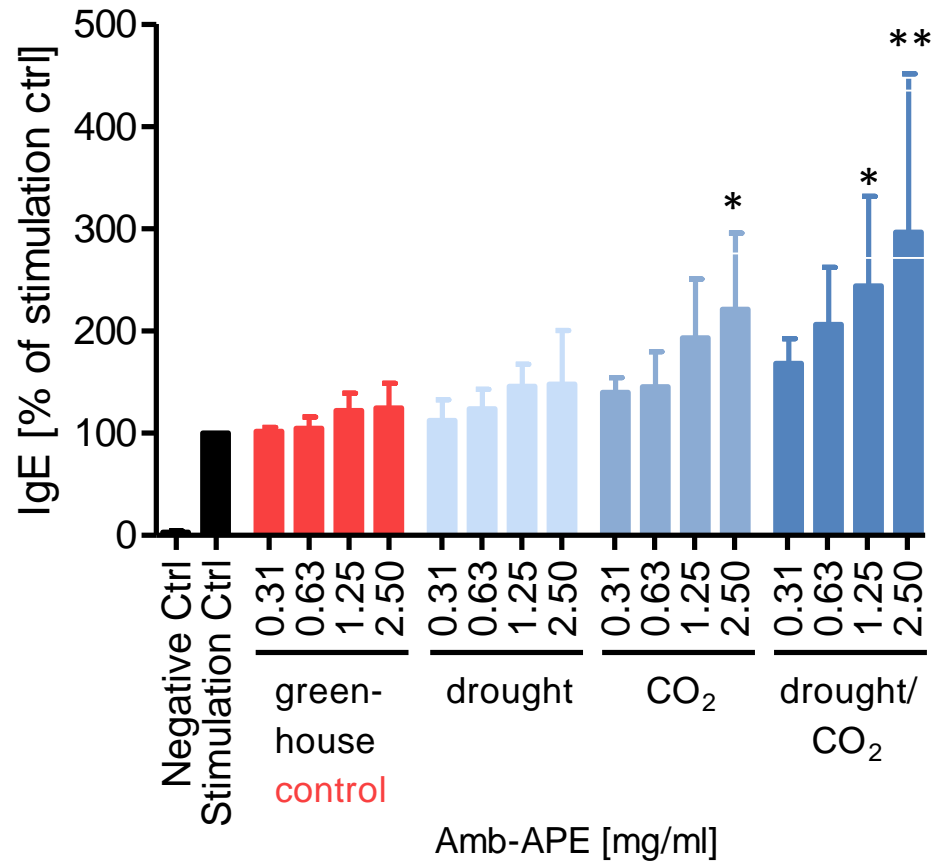 IgE [% of stimulation ctrl]
500
400
300
200
100
0
*
*
**
Negative Ctrl
Stimulation Ctrl
0.31
0.63
1.25
2.50
0.31
0.63
1.25
2.50
0.31
0.63
1.25
2.50
0.31
0.63
1.25
2.50
green-
house
control
drought
CO₂
drought/
CO₂
Amb-APE [mg/ml]